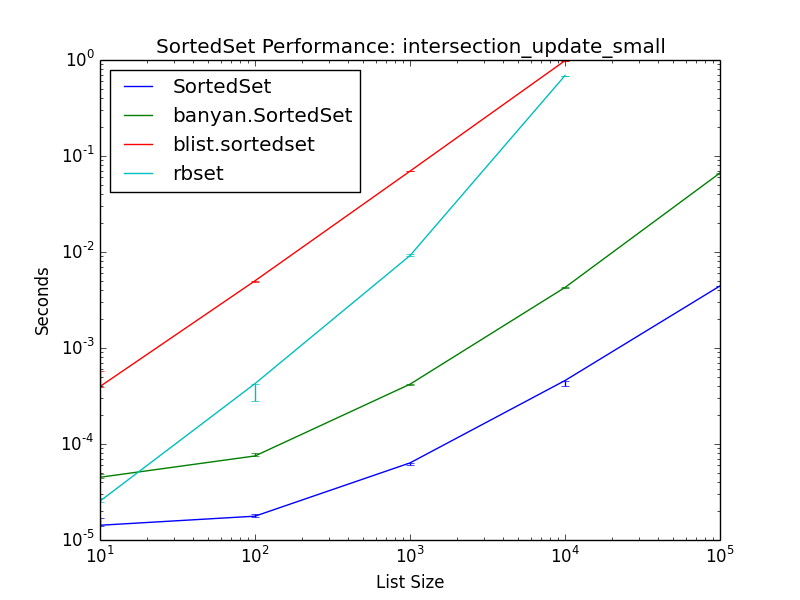 SortedSet Performance: intersection_update_small
10^0
10^-1
10^-2
10^-3
10^-4
10^-5
Seconds
SortedSet
banyan.SortedSet
blist.sortedset
rbset
10^1 10^2 10^3 10^4 10^5
List Size